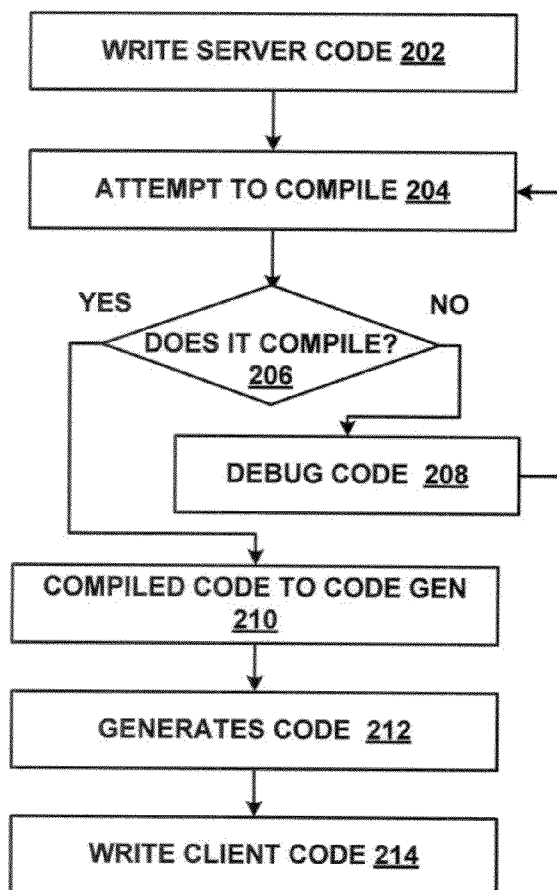 WRITE SERVER CODE 202
ATTEMPT TO COMPILE 204
YES
NO
DOES IT COMPILE?
206
DEBUG CODE 208
COMPILED CODE TO CODE GEN
210
GENERATES CODE 212
WRITE CLIENT CODE 214